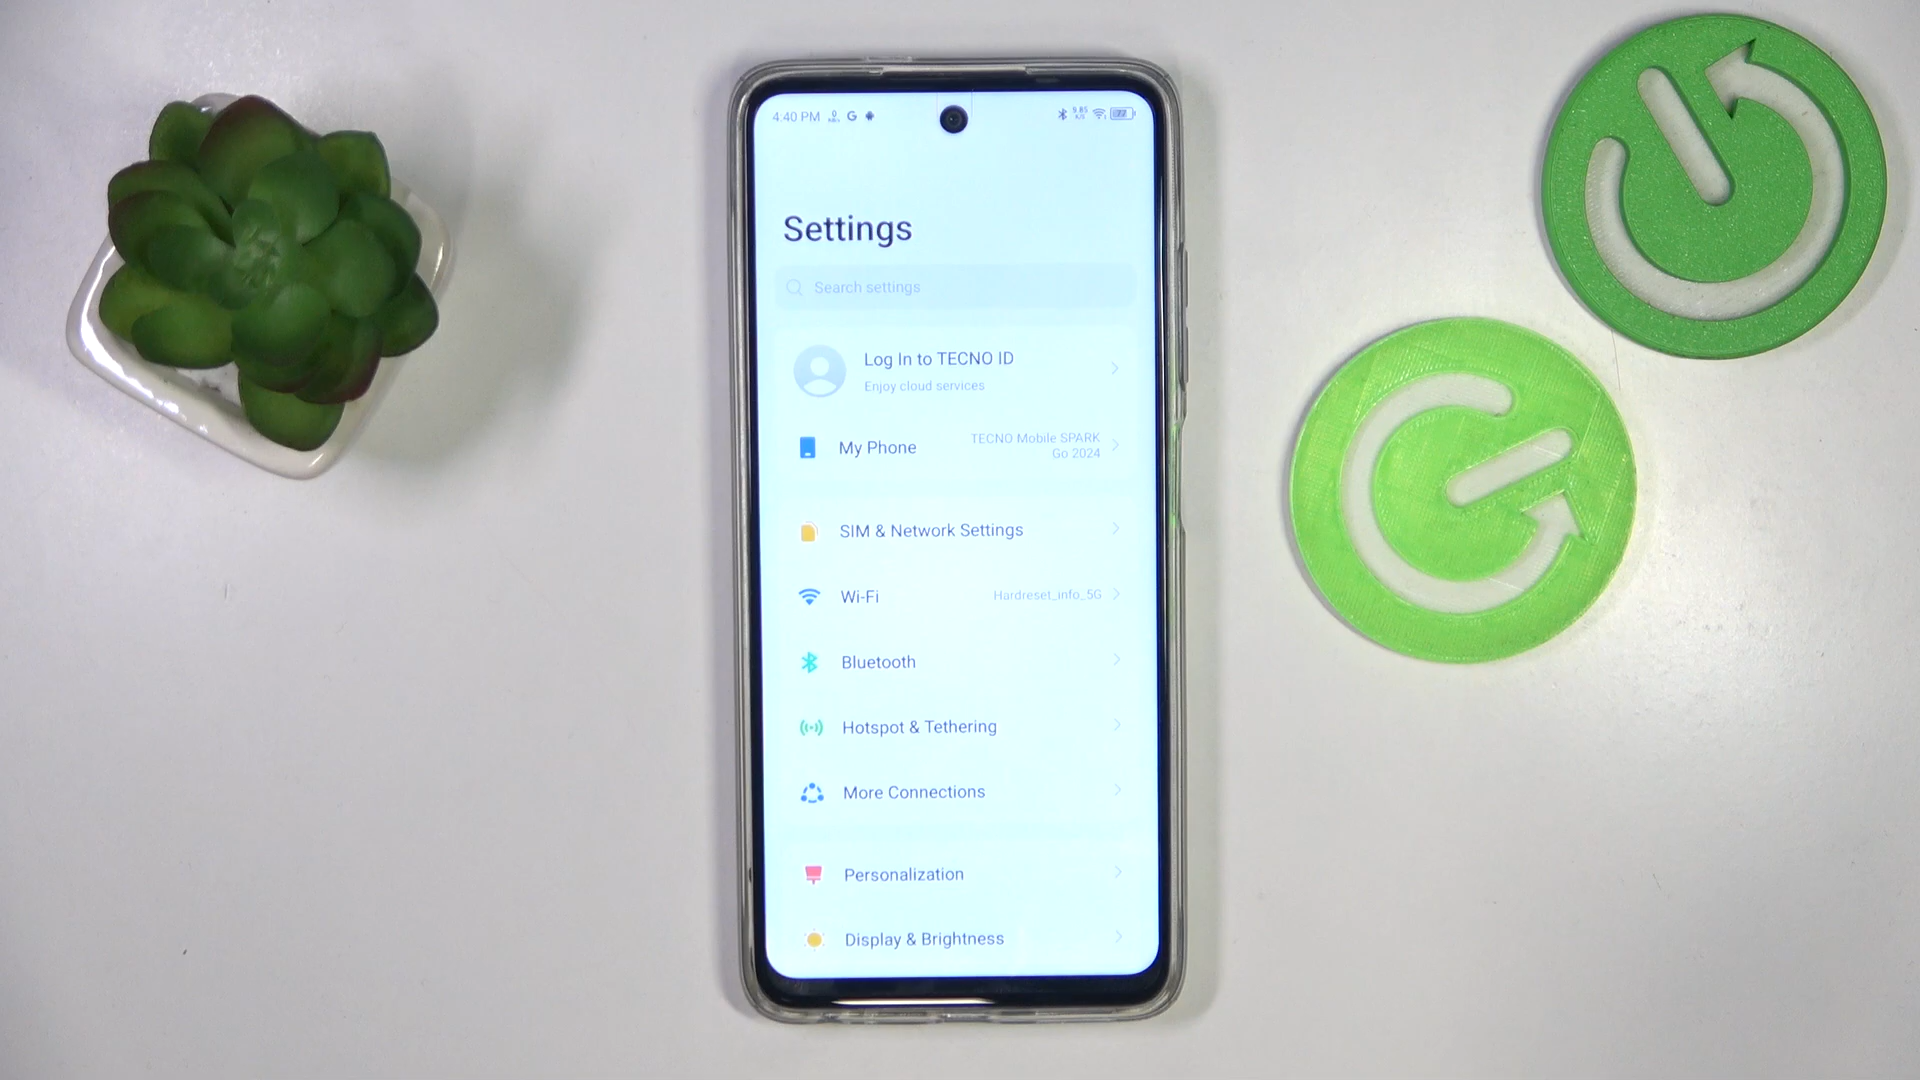 4:40 PM G
Settings
Search settings
Log In to TECNO ID
Enjoy cloud services
My Phone
TECNO Mobile SPARK
Go 2024
SIM & Network Settings
Wi-Fi
Hardreset_info_5G
Bluetooth
Hotspot & Tethering
More Connections
Personalization
Display & Brightness